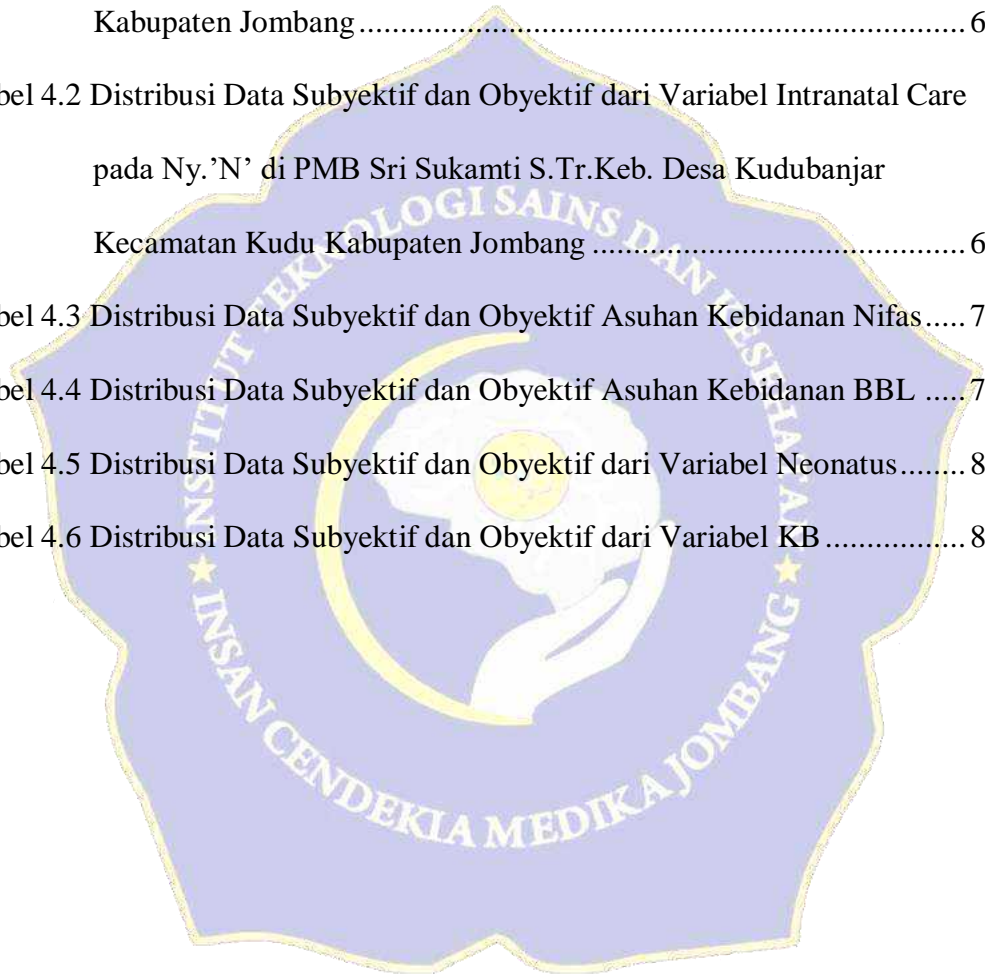 Kabupaten Jombang ........................................................................ 6
bel 4.2 Distribusi Data Subyektif dan Obyektif dari Variabel Intranatal Care
pada Ny.'N' di PMB Sri Sukamti S.Tr.Keb. Desa Kudubanjar
Kecamatan Kudu Kabupaten Jombang ...................................... 6
bel 4.3 Distribusi Data Subyektif dan Obyektif Asuhan Kebidanan Nifas ..... 7
bel 4.4 Distribusi Data Subyektif dan Obyektif Asuhan Kebidanan BBL ..... 7
bel 4.5 Distribusi Data Subyektif dan Obyektif dari Variabel Neonatus ........ 8
bel 4.6 Distribusi Data Subyektif dan Obyektif dari Variabel KB ................. 8
INSTITUT TEKNOLOGI SAINS DAN KESEHATAN
INSAN CENDEKIA MEDIKA JOMBANG